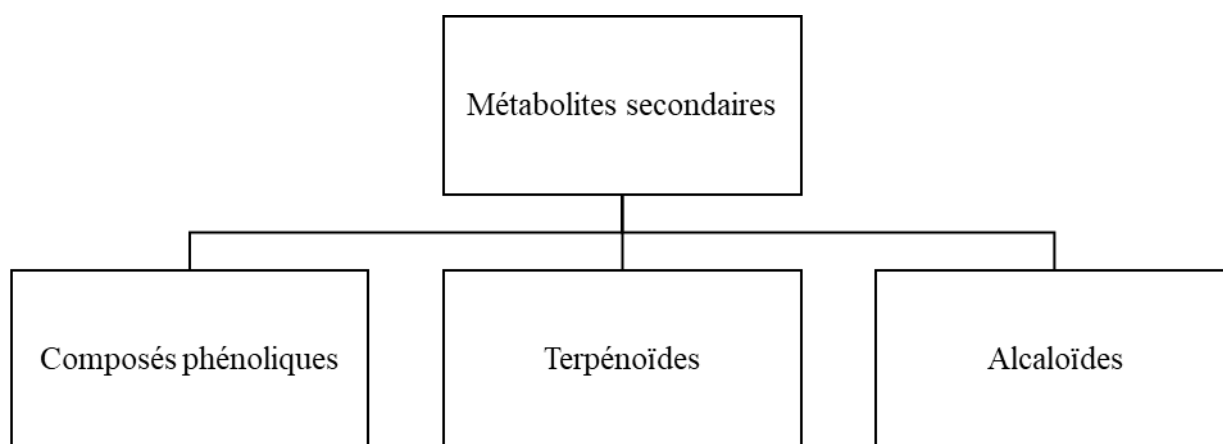 Métabolites secondaires
Composés phénoliques
Terpénoïdes
Alcaloïdes